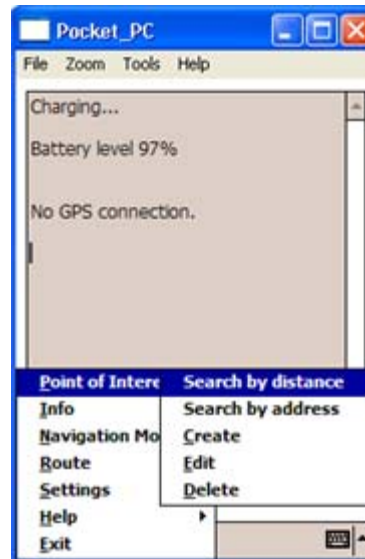 Pocket_PC
File Zoom Tools Help
Charging...
Battery level 97%
No GPS connection.
Point of Intere
Search by distance
Info
Search by address
Navigation Mo
Create
Route
Edit
Settings
Delete
Help
Exit